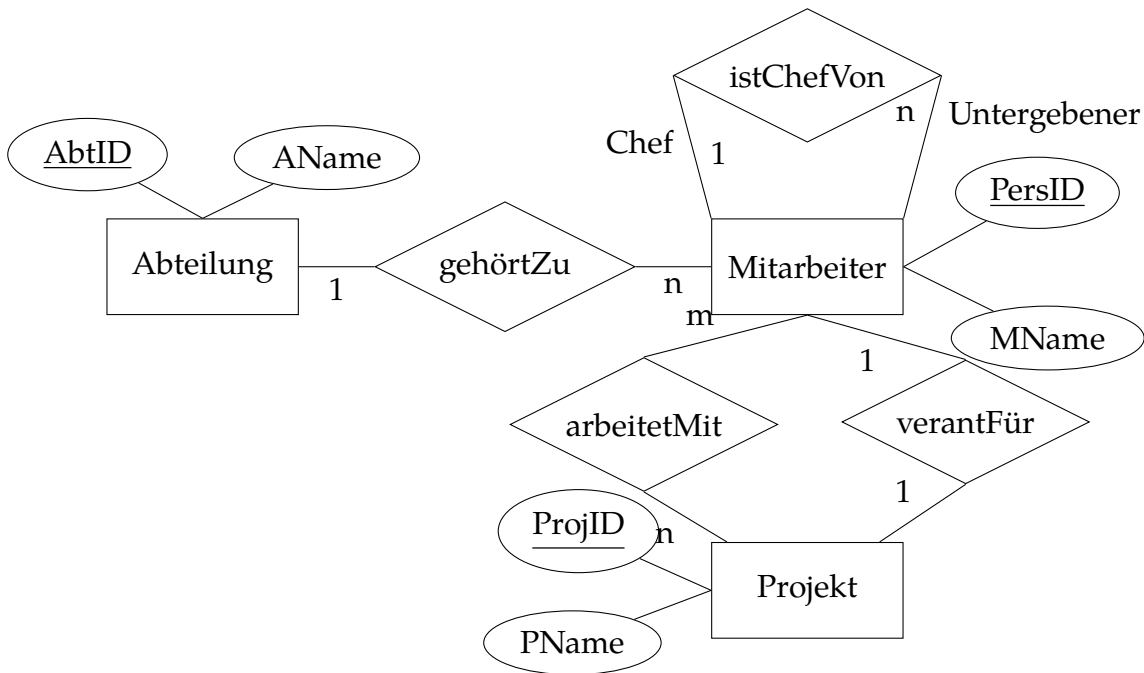 istChefVon
n
Chef
1
Untergebener
AbtID
AName
PersID
Abteilung
1
gehörtZu
n
Mitarbeiter
m
1
MName
arbeitetMit
verantFür
1
ProjID
n
Projekt
PName